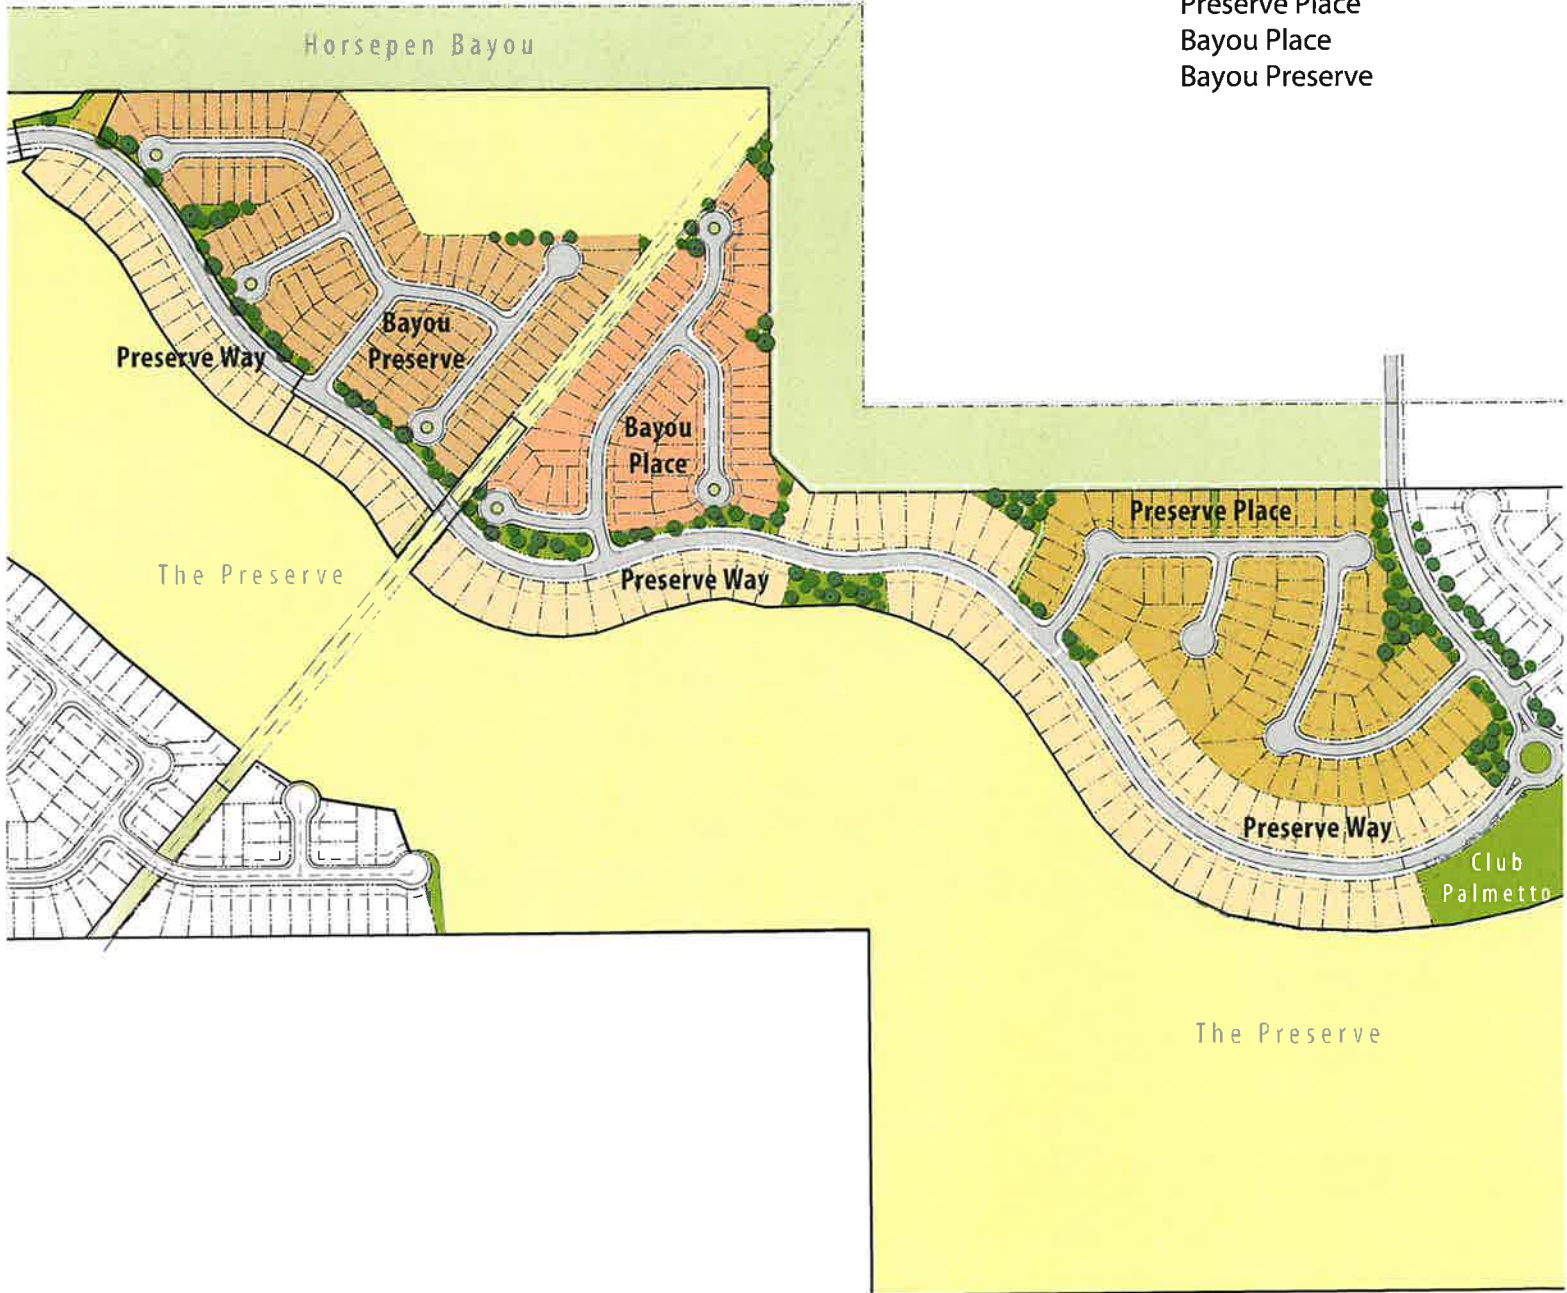 Preserve Place
Bayou Place
Bayou Preserve
Horsepen Bayou
Bayou
Preserve
Preserve Way
Bayou
Place
Preserve Place
The Preserve
Preserve Way
Preserve Way
Club
Palmetto
The Preserve